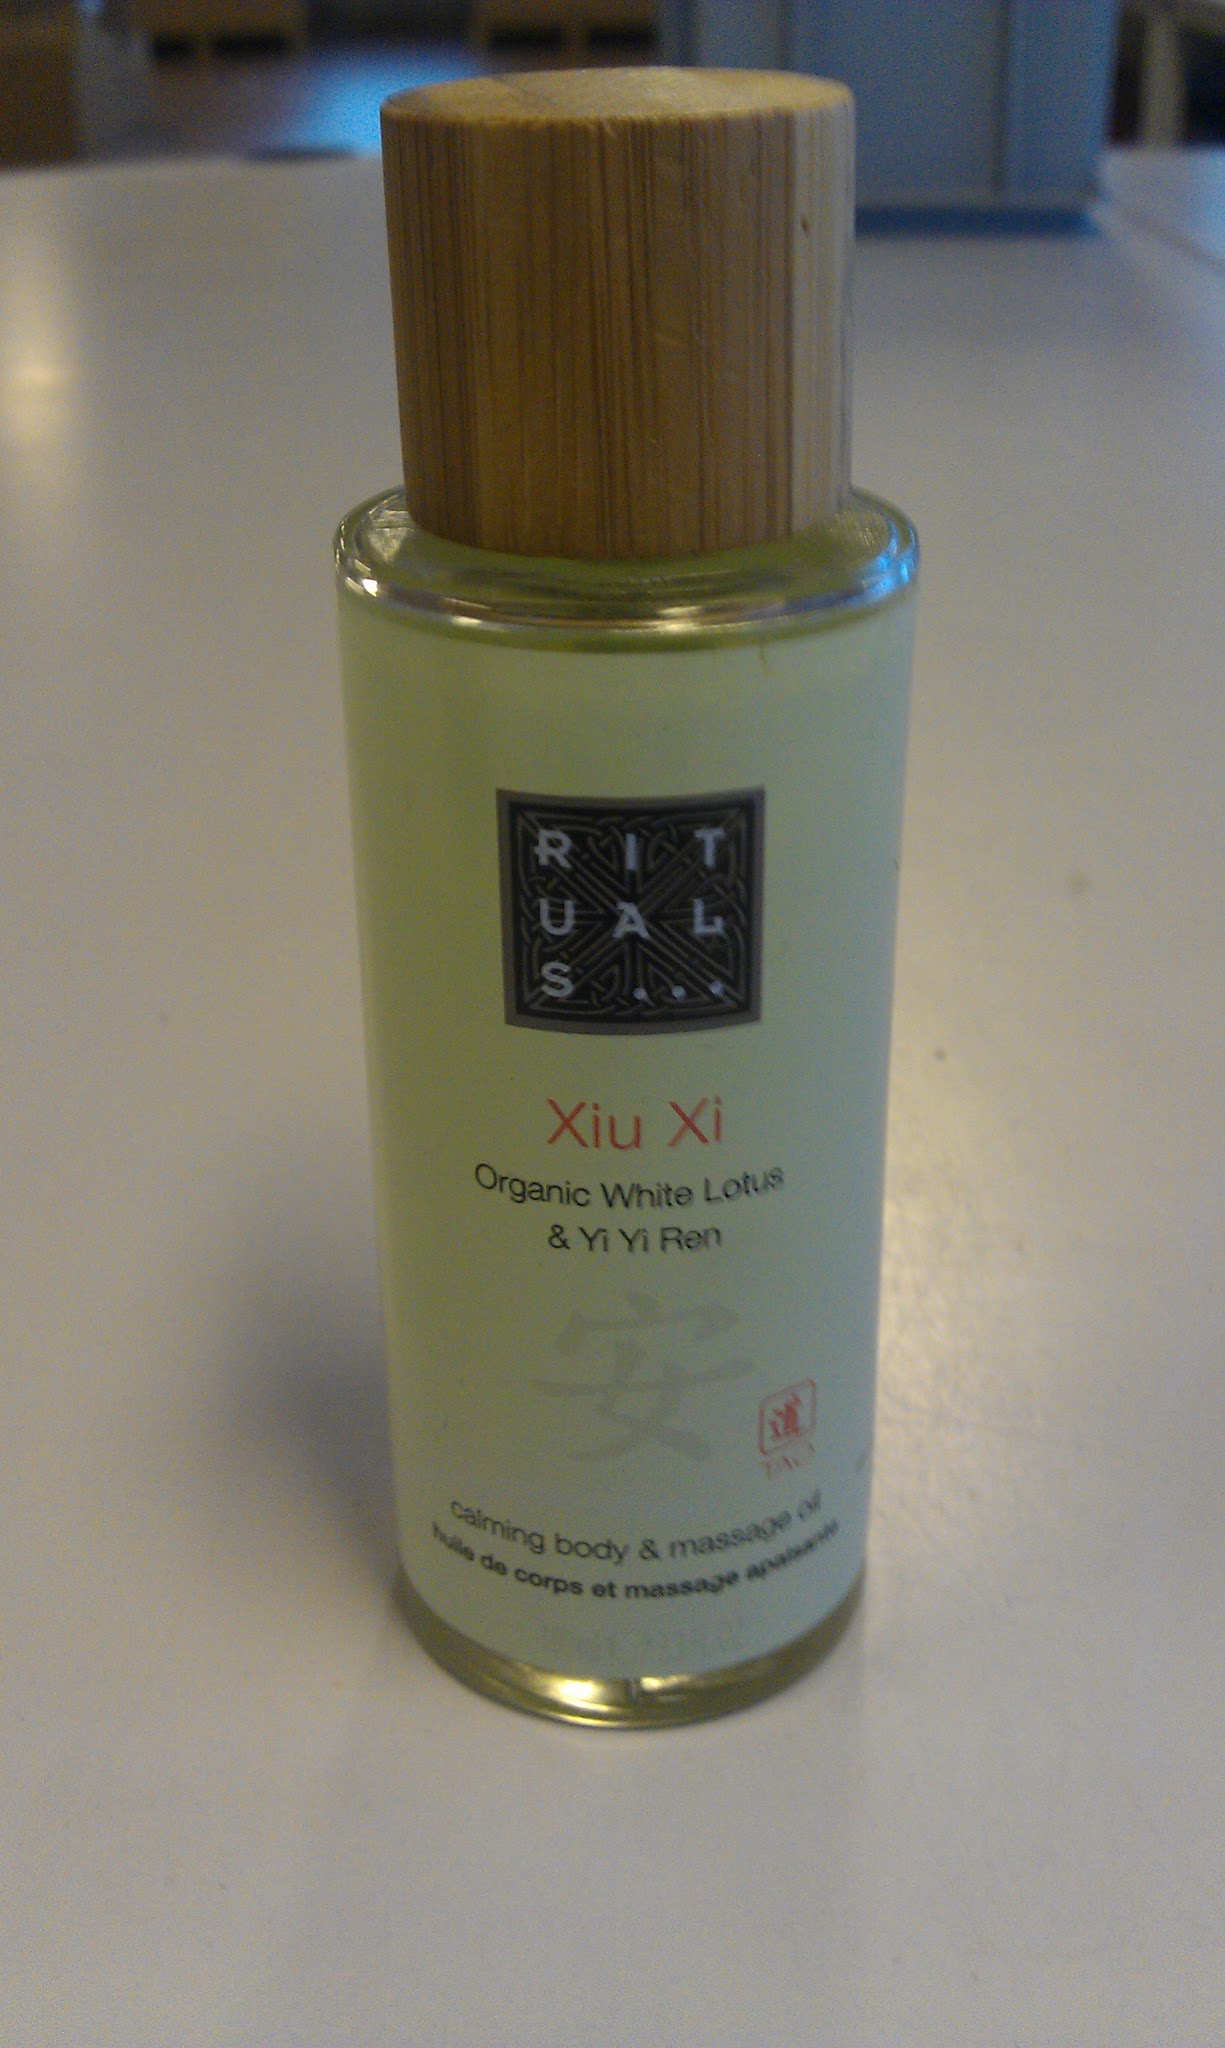 RIT
UAL
S...
Xiu Xi
Organic White Lotus
& Yi Yi Ren
安
道
TAO
calming body & massage oil
huile de corps et massage apaisante